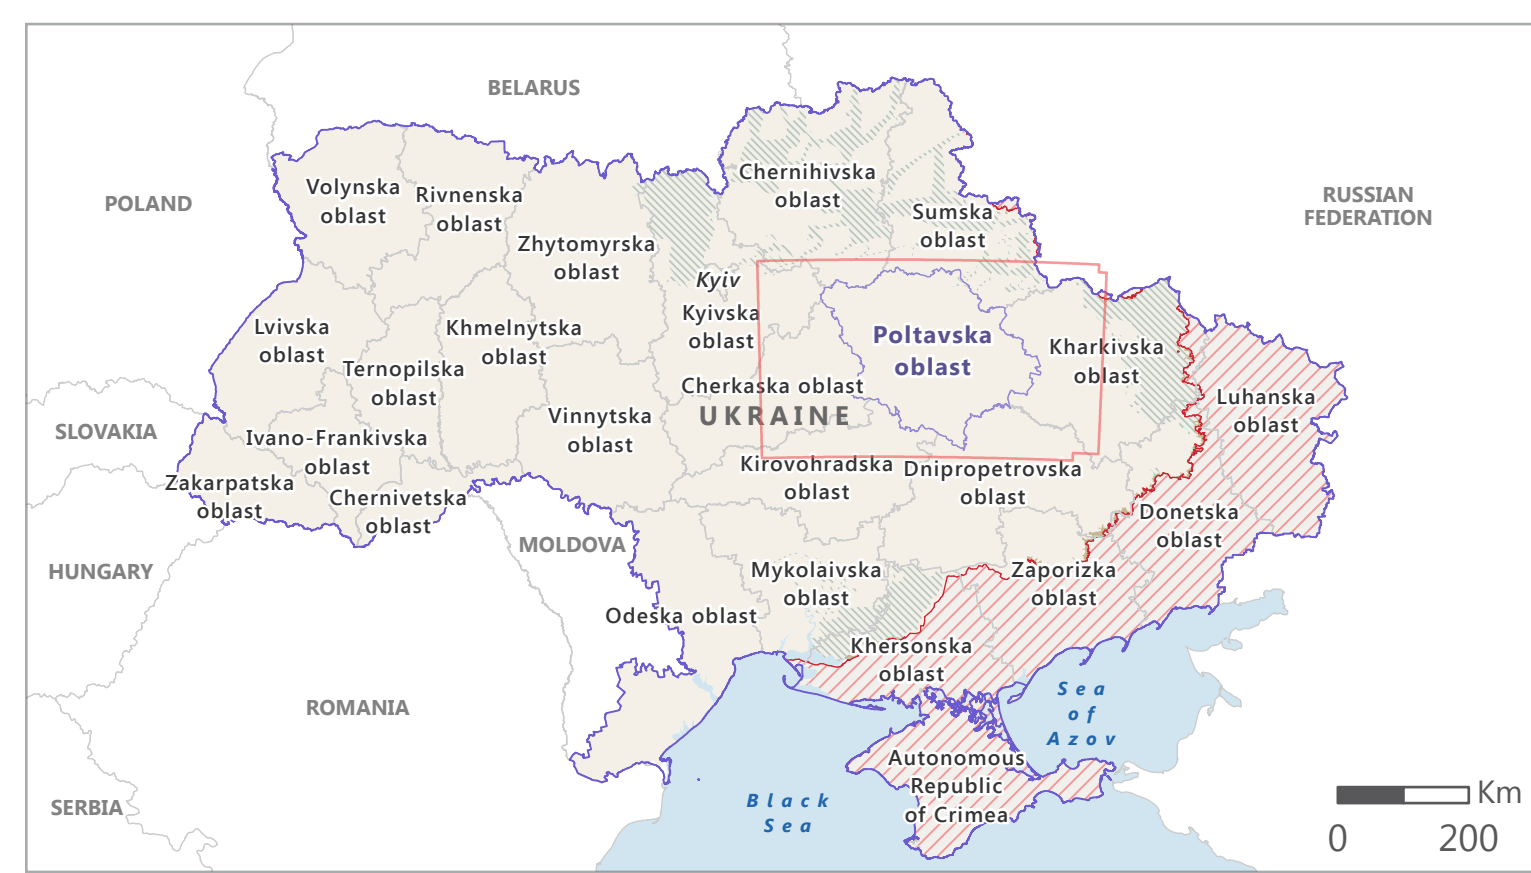 BELARUS
POLAND
RUSSIAN
FEDERATION
Chernihivska
oblast
Volynska
oblast
Rivnenska
oblast
Sumska
oblast
Zhytomyrska
oblast
Kyiv
Kyivska
oblast
Lvivska
oblast
Khmelnytska
oblast
Poltavska
oblast
Kharkivska
oblast
Ternopilska
oblast
Cherkaska oblast
UKRAINE
Luhanska
oblast
Vinnytska
oblast
SLOVAKIA
Ivano-Frankivska
oblast
Kirovohradska
oblast
Dnipropetrovska
oblast
Zakarpatska
oblast
Chernivetska
oblast
Donetska
oblast
MOLDOVA
HUNGARY
Mykolaivska
oblast
Zaporizka
oblast
Odeska oblast
Khersonska
oblast
Sea
of
Azov
ROMANIA
Autonomous
Republic
of Crimea
Black
Sea
SERBIA
Km
0 200